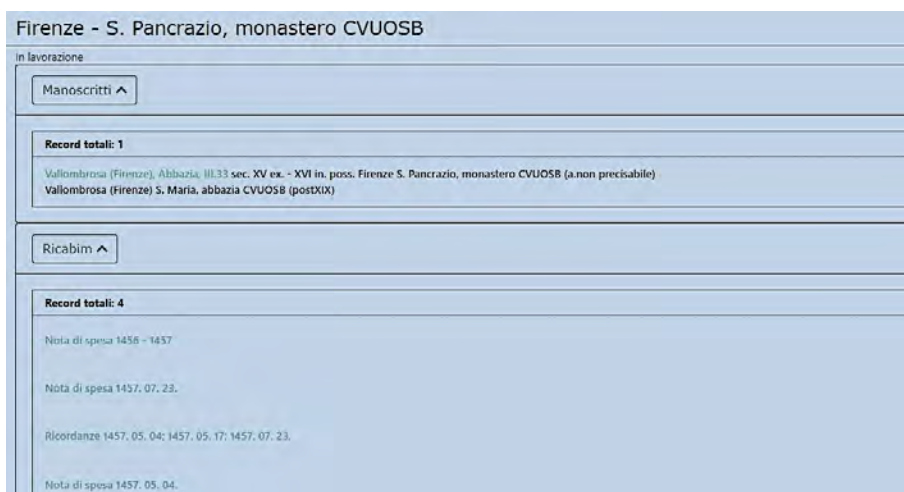 Firenze - S. Pancrazio, monastero CVUOSB
in lavorazione
Manoscritti
Record totali: 1
Vallombrosa (Firenze), Abbazia, III.33 sec. XV ex. - XVI in. poss. Firenze S. Pancrazio, monastero CVUOSB (a.non precisabile)
Vallombrosa (Firenze) S. Maria, abbazia CVUOSB (postXIX)
Ricabim
Record totali: 4
Nota di spesa 1456 - 1457
Nota di spesa 1457. 07. 23.
Ricordanze 1457. 05. 04; 1457. 05. 17; 1457. 07. 23.
Nota di spesa 1457. 05. 04.